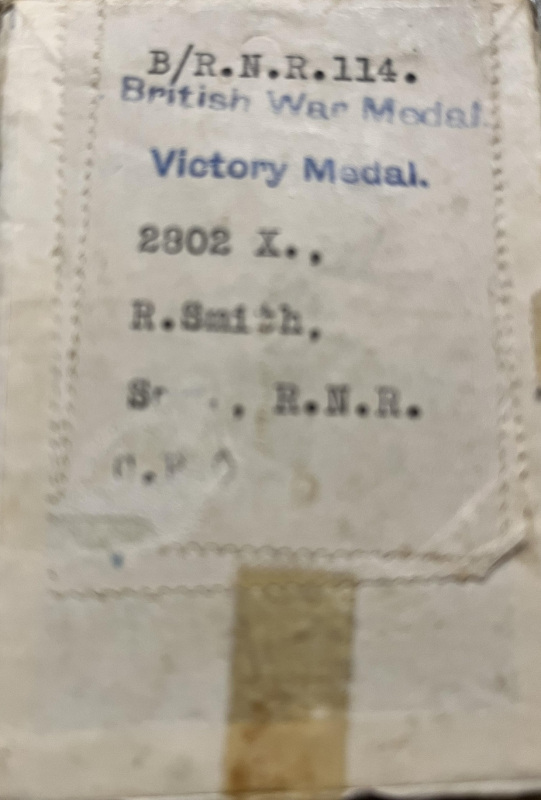 B/R.N.R.114.
British War Medal.
Victory Medal.
2802 X.,
R.Smith,
R.N.R.